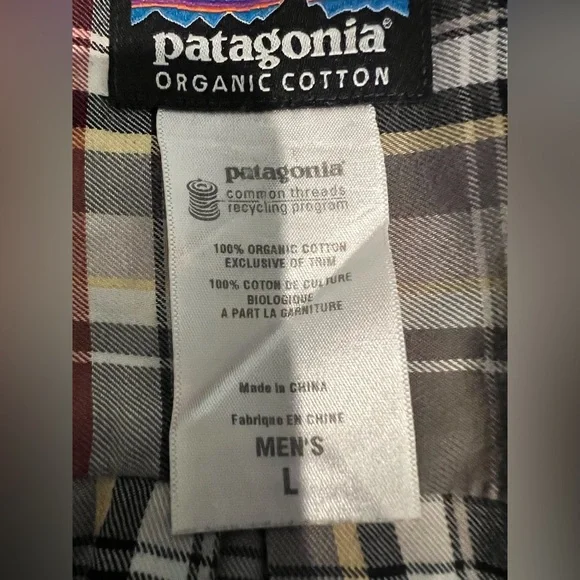 patagonia®
ORGANIC COTTON
patagonia®
common threads
recycling program
100% ORGANIC COTTON
EXCLUSIVE OF TRIM
100% COTON DE CULTURE
BIOLOGIQUE
A PART LA GARNITURE
Made in CHINA
Fabrique EN CHINE
MEN'S
L